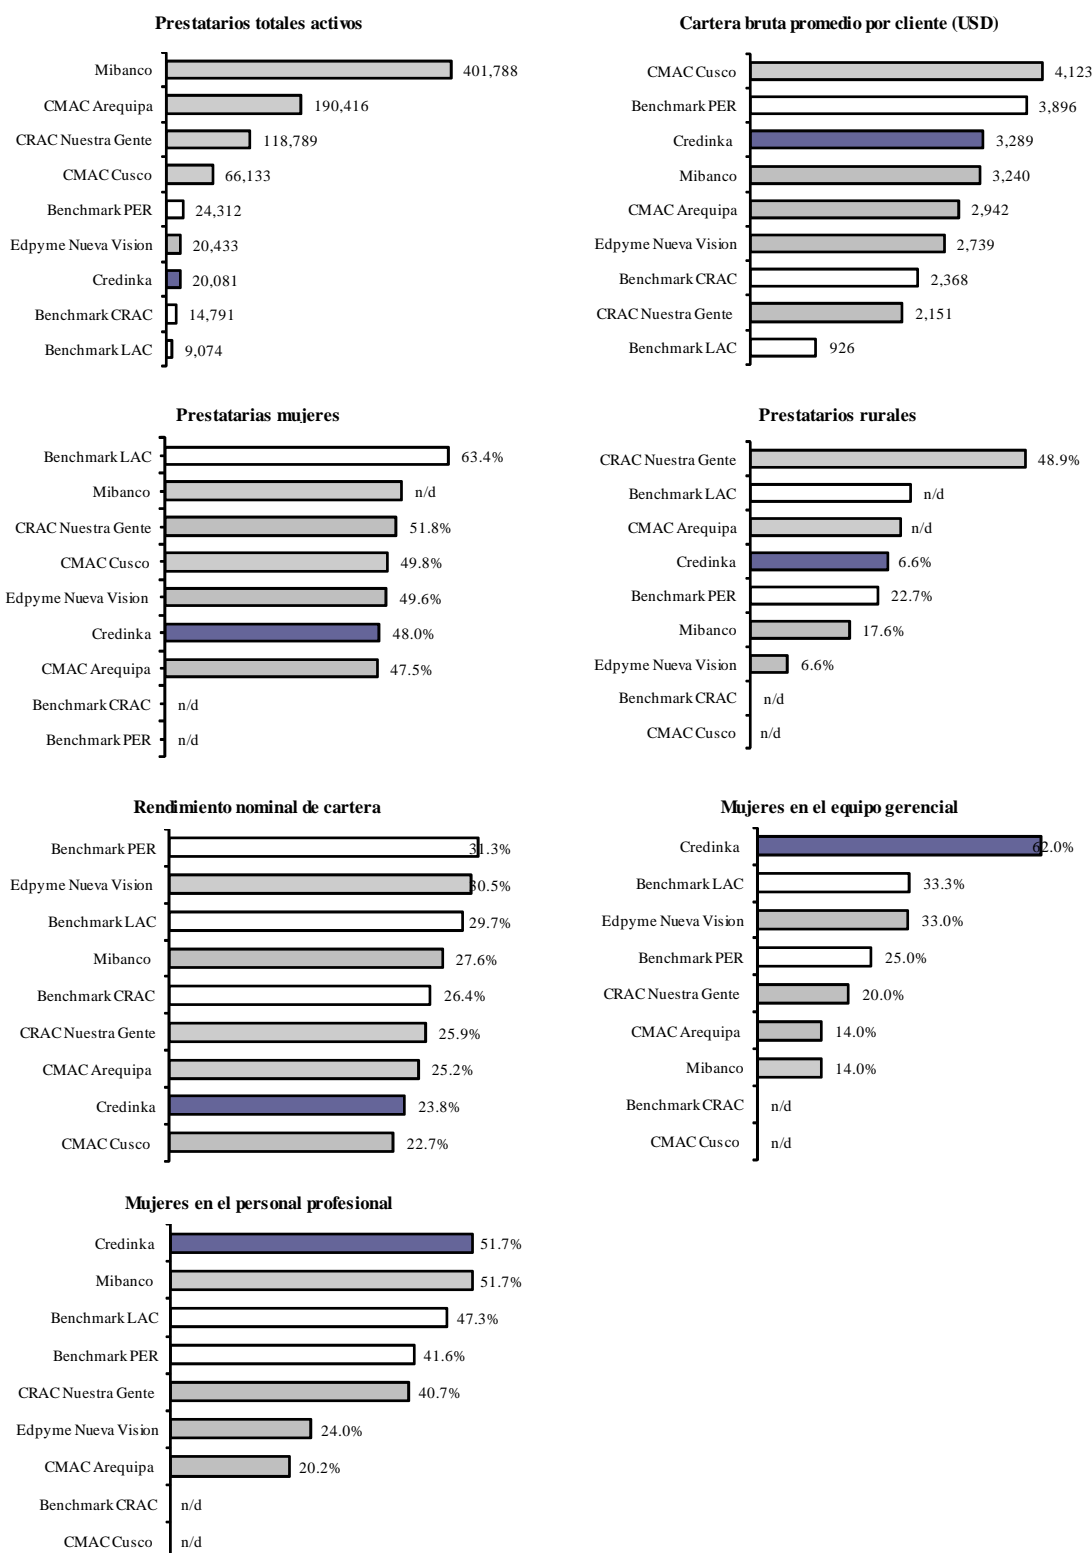 Prestatarios totales activos
Mibanco 401,788
CMAC Arequipa 190,416
CRAC Nuestra Gente 118,789
CMAC Cusco 66,133
Benchmark PER 24,312
Edpyme Nueva Vision 20,433
Credinka 20,081
Benchmark CRAC 14,791
Benchmark LAC 9,074
Cartera bruta promedio por cliente (USD)
CMAC Cusco 4,123
Benchmark PER 3,896
Credinka 3,289
Mibanco 3,240
CMAC Arequipa 2,942
Edpyme Nueva Vision 2,739
Benchmark CRAC 2,368
CRAC Nuestra Gente 2,151
Benchmark LAC 926
Prestatarias mujeres
Benchmark LAC 63.4%
Mibanco n/d
CRAC Nuestra Gente 51.8%
CMAC Cusco 49.8%
Edpyme Nueva Vision 49.6%
Credinka 48.0%
CMAC Arequipa 47.5%
Benchmark CRAC n/d
Benchmark PER n/d
Prestatarios rurales
CRAC Nuestra Gente 48.9%
Benchmark LAC n/d
CMAC Arequipa n/d
Credinka 6.6%
Benchmark PER 22.7%
Mibanco 17.6%
Edpyme Nueva Vision 6.6%
Benchmark CRAC n/d
CMAC Cusco n/d
Rendimiento nominal de cartera
Benchmark PER 31.3%
Edpyme Nueva Vision 30.5%
Benchmark LAC 29.7%
Mibanco 27.6%
Benchmark CRAC 26.4%
CRAC Nuestra Gente 25.9%
CMAC Arequipa 25.2%
Credinka 23.8%
CMAC Cusco 22.7%
Mujeres en el equipo gerencial
Credinka 62.0%
Benchmark LAC 33.3%
Edpyme Nueva Vision 33.0%
Benchmark PER 25.0%
CRAC Nuestra Gente 20.0%
CMAC Arequipa 14.0%
Mibanco 14.0%
Benchmark CRAC n/d
CMAC Cusco n/d
Mujeres en el personal profesional
Credinka 51.7%
Mibanco 51.7%
Benchmark LAC 47.3%
Benchmark PER 41.6%
CRAC Nuestra Gente 40.7%
Edpyme Nueva Vision 24.0%
CMAC Arequipa 20.2%
Benchmark CRAC n/d
CMAC Cusco n/d